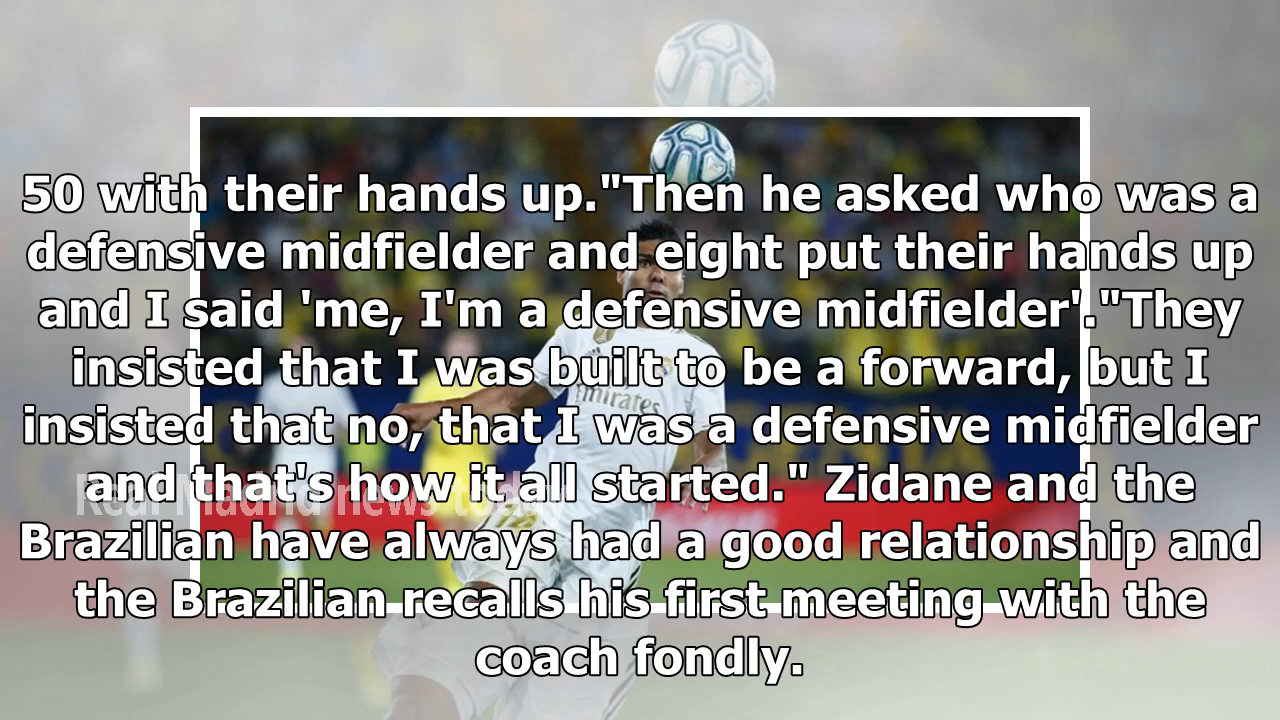 50 with their hands up."Then he asked who was a
defensive midfielder and eight put their hands up
and I said 'me, I'm a defensive midfielder'."They
insisted that I was built to be a forward, but I
insisted that no, that I was a defensive midfielder
and that's how it all started." Zidane and the
Brazilian have always had a good relationship and
the Brazilian recalls his first meeting with the
coach fondly.
Real Madrid news today
Emirates